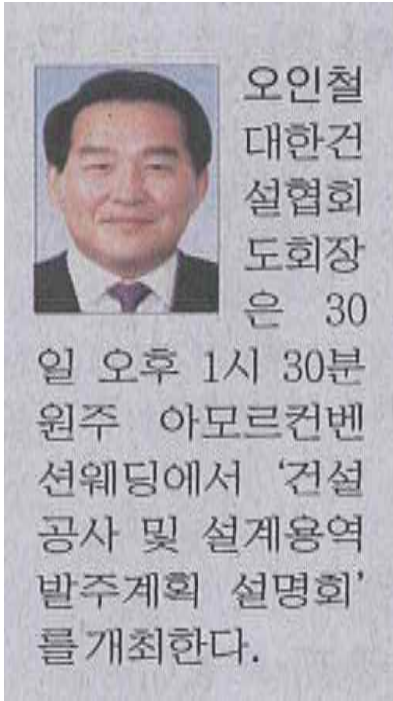 오인철
대한건
설협회
도회장
은 30
일 오후 1시 30분
원주 아모르컨벤
션웨딩에서 ‘건설
공사 및 설계용역
발주계획 설명회’
를개최한다.